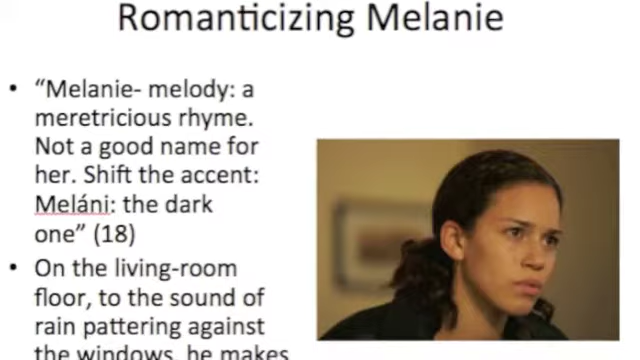 Romanticizing Melanie
• “Melanie- melody: a
meretricious rhyme.
Not a good name for
her. Shift the accent:
Meláni: the dark
one” (18)
• On the living-room
floor, to the sound of
rain pattering against
the windows, he makes